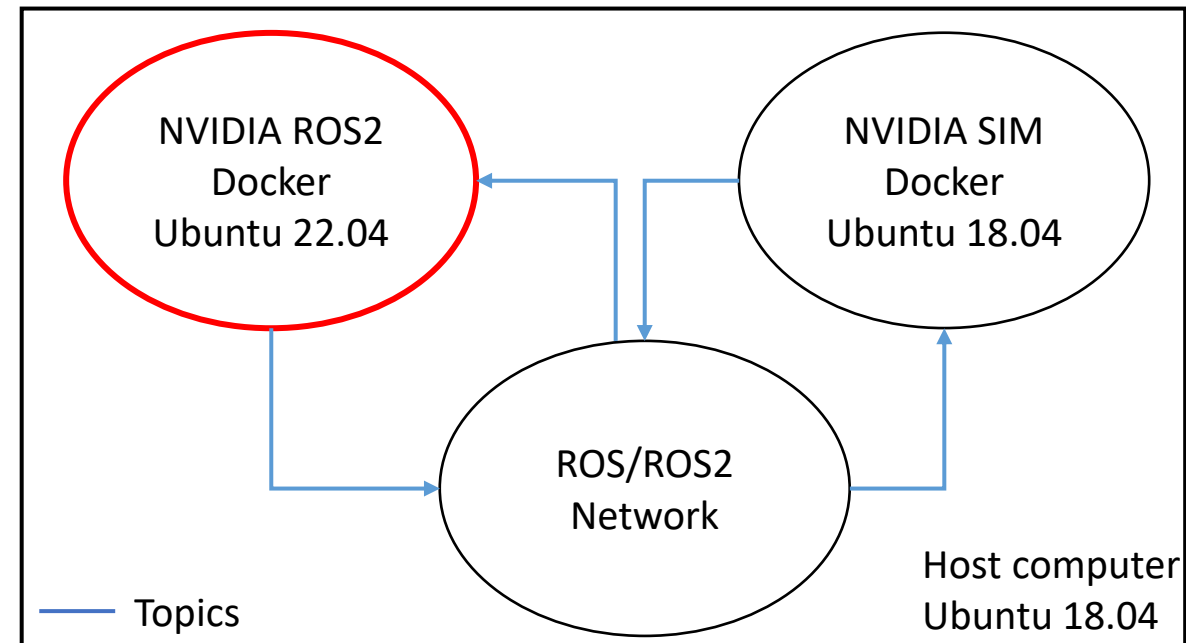 NVIDIA ROS2
Docker
Ubuntu 22.04
NVIDIA SIM
Docker
Ubuntu 18.04
ROS/ROS2
Network
Topics
Host computer
Ubuntu 18.04